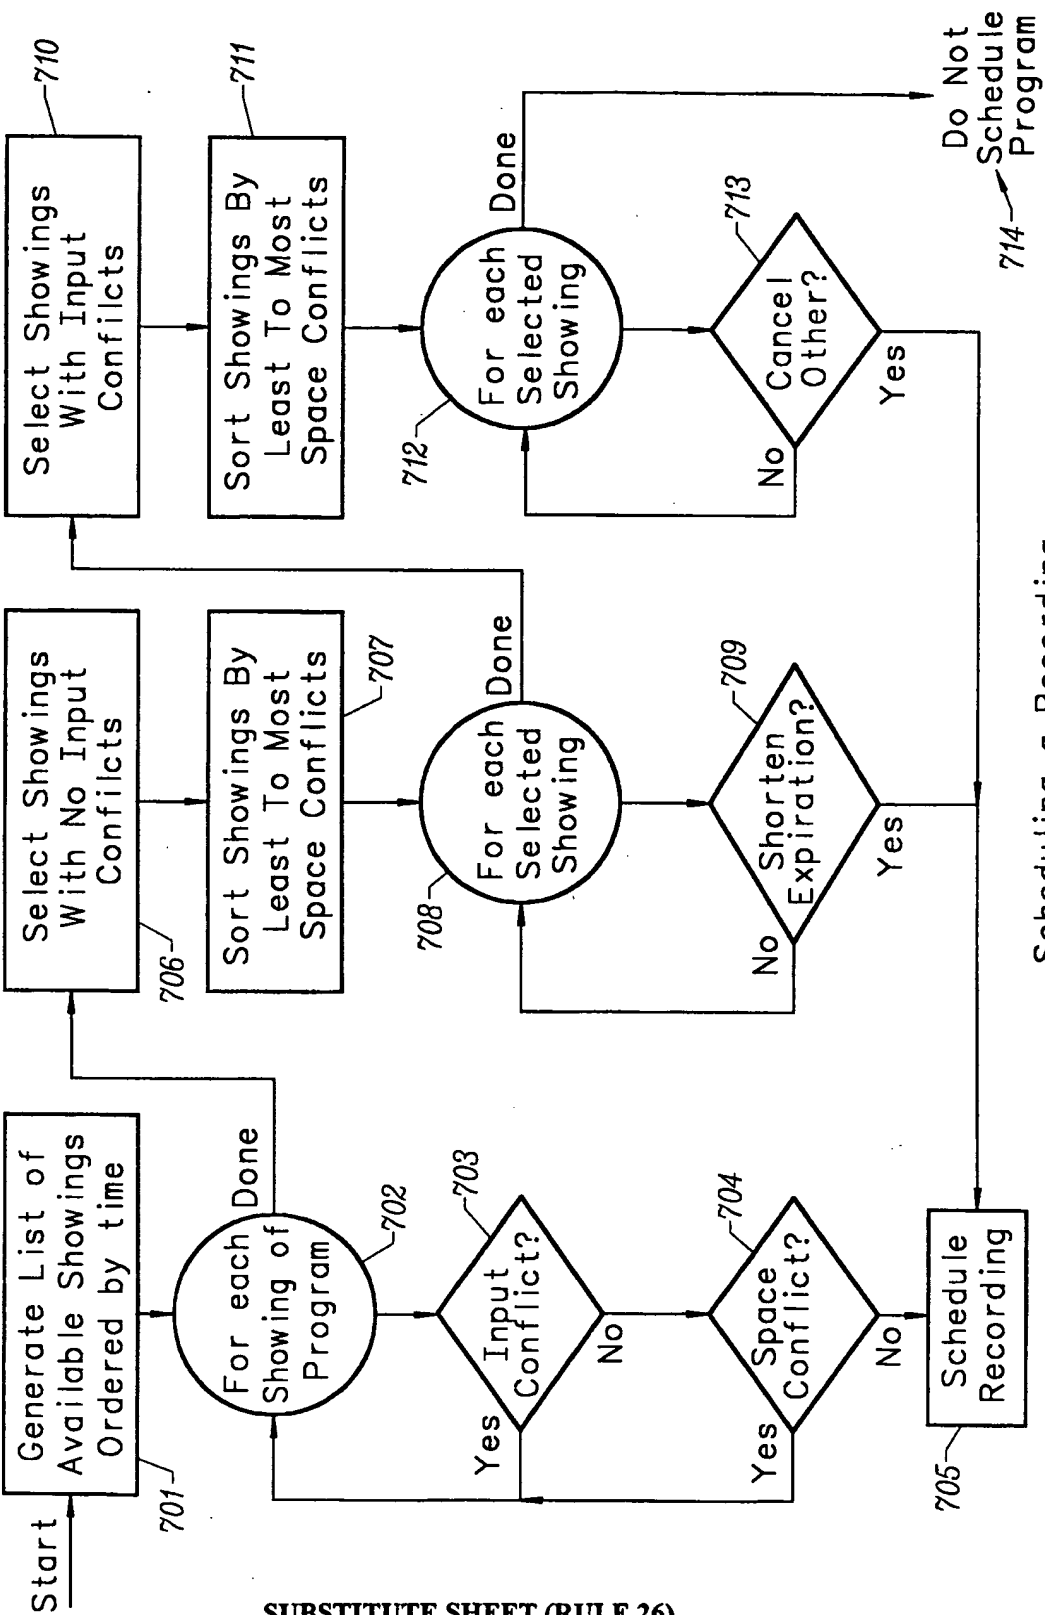 Start
Generate List of
Available Showings
Ordered by time
701
For each
Showing of
Program
Done
702
Input
Conflict?
703
Yes
No
Space
Conflict?
704
Yes
No
Schedule
Recording
705
Select Showings
With No Input
Confilcts
706
Sort Showings By
Least To Most
Space Conflicts
707
For each
Selected
Showing
Done
708
Shorten
Expiration?
709
No
Yes
Select Showings
With Input
Confilcts
710
Sort Showings By
Least To Most
Space Conflicts
711
For each
Selected
Showing
Done
712
Cancel
Other?
713
No
Yes
Do Not
Schedule
Program
714
Scheduling a Recording
SUBSTITUTE SHEET (RULE 26)